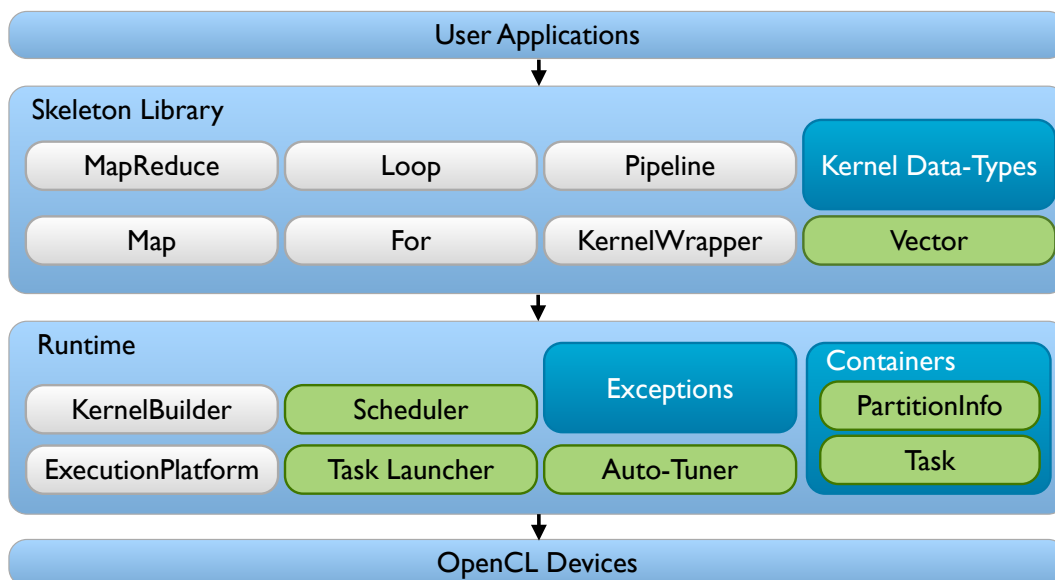 User Applications
Skeleton Library
MapReduce
Loop
Pipeline
Kernel Data-Types
Map
For
KernelWrapper
Vector
Runtime
Exceptions
Containers
KernelBuilder
Scheduler
PartitionInfo
ExecutionPlatform
Task Launcher
Auto-Tuner
Task
OpenCL Devices